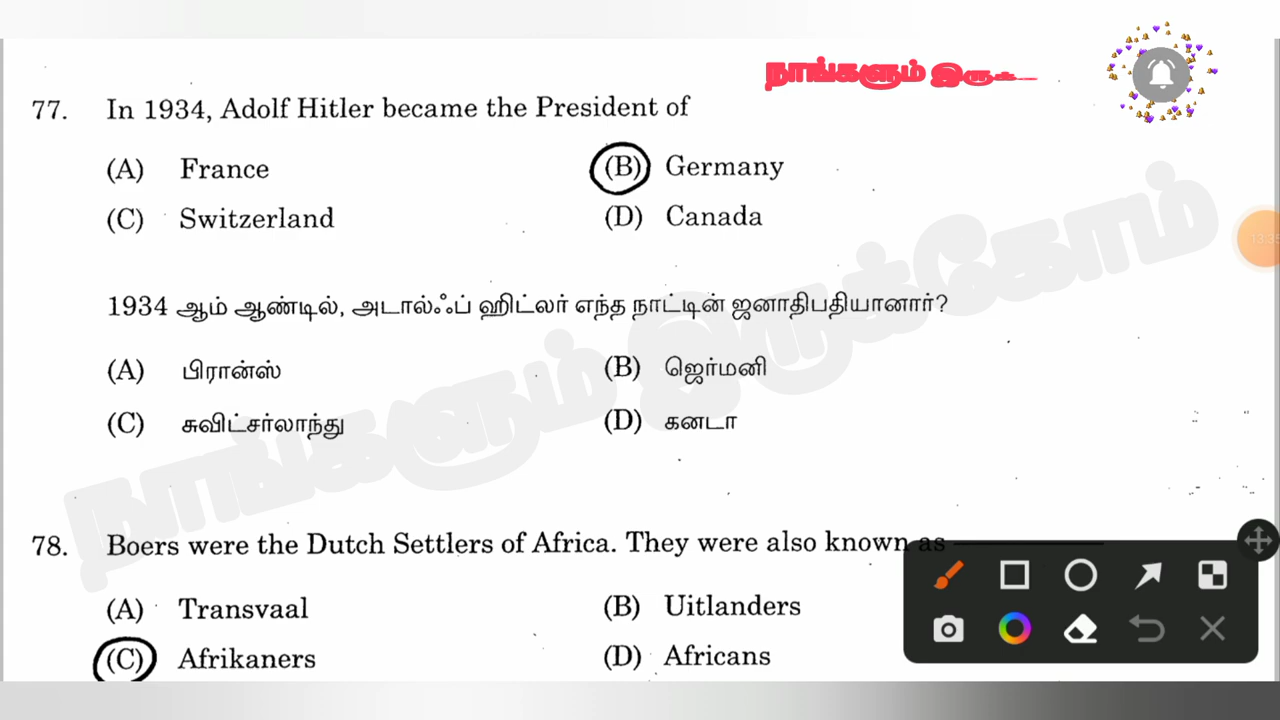 நாங்களும் இருக்
77. In 1934, Adolf Hitler became the President of
(A) France (B) Germany
(C) Switzerland (D) Canada
1934 ஆம் ஆண்டில், அடால்ஃப் ஹிட்லர் எந்த நாட்டின் ஜனாதிபதியானார்?
(A) பிரான்ஸ் (B) ஜெர்மனி
(C) சுவிட்சர்லாந்து (D) கனடா
நாங்களும் இருக்கோம்
78. Boers were the Dutch Settlers of Africa. They were also known as
(A) Transvaal (B) Uitlanders
(C) Afrikaners (D) Africans